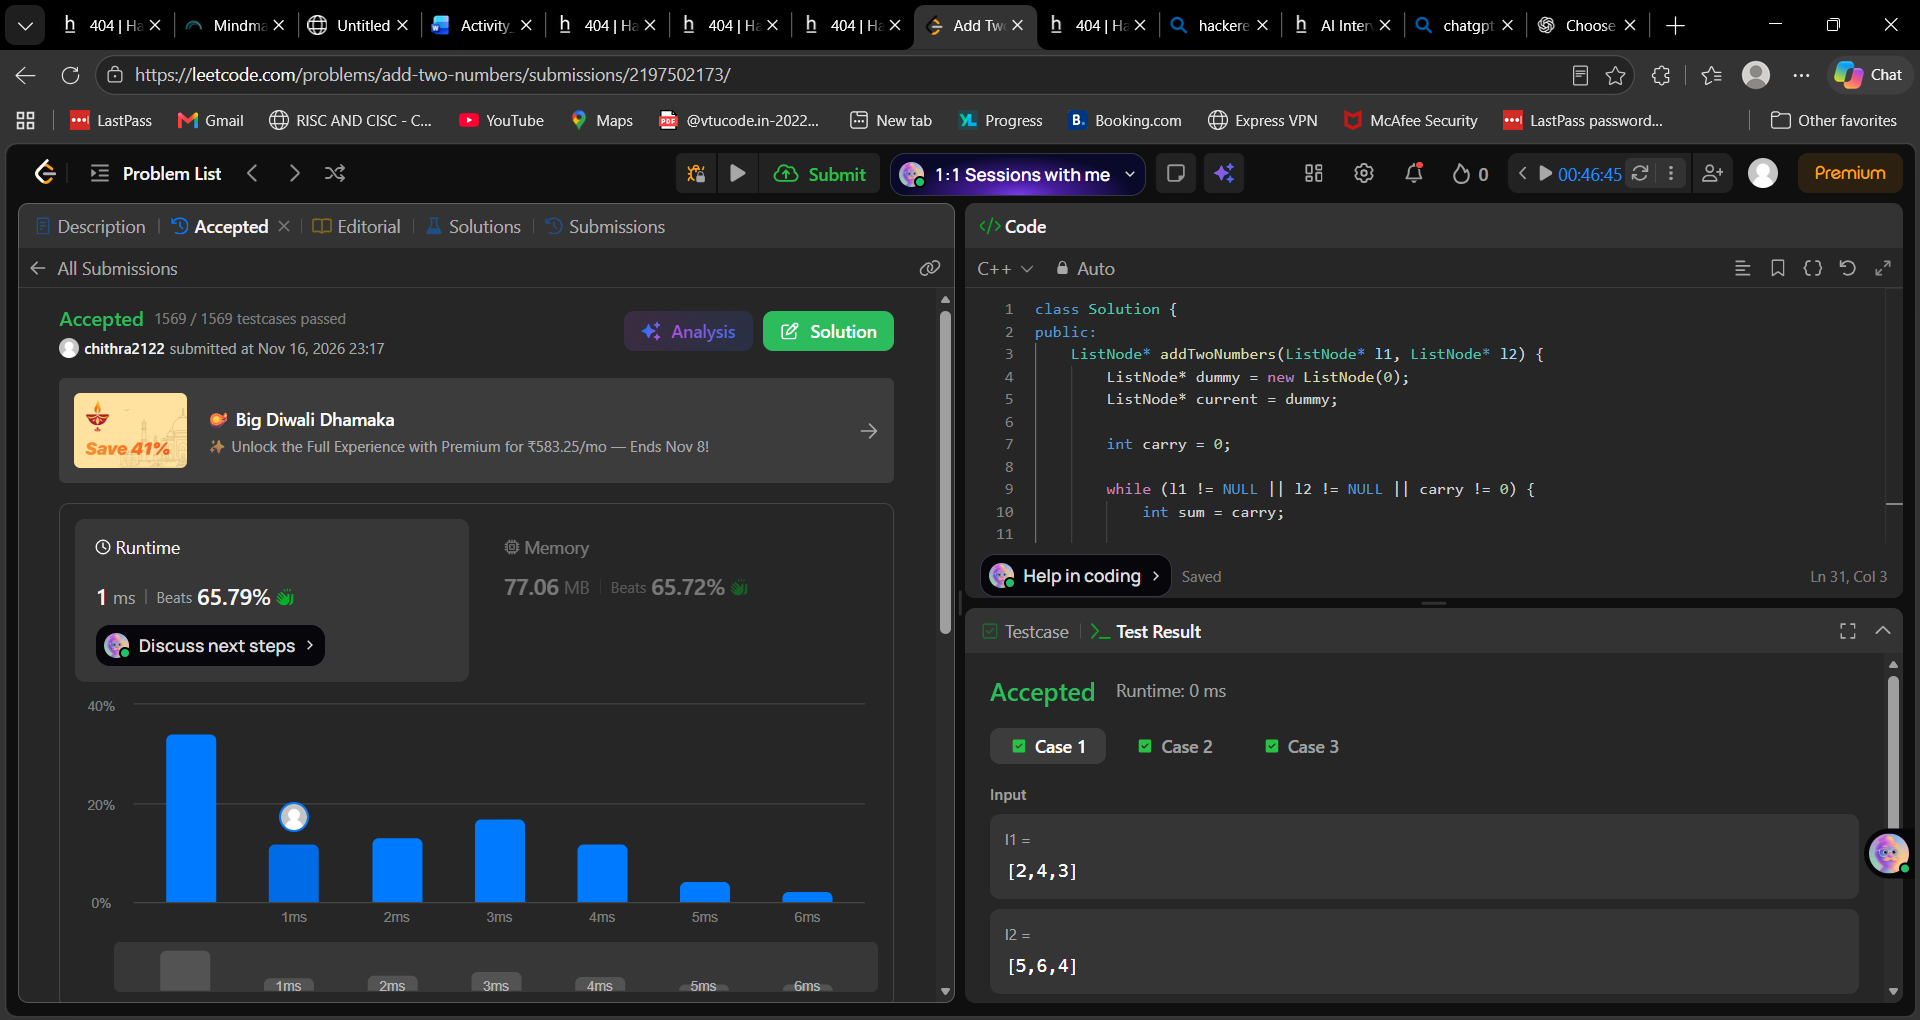 404 | Ha
Mindma
Untitled
Activity_
404 | Ha
404 | Ha
404 | Ha
Add Tw
404 | Ha
hackere
AI Inter
chatgpt
Choose
https://leetcode.com/problems/add-two-numbers/submissions/2197502173/
Chat
LastPass
Gmail
RISC AND CISC - C...
YouTube
Maps
@vtucode.in-2022...
New tab
Progress
Booking.com
Express VPN
McAfee Security
LastPass password...
Other favorites
Problem List
Submit
1:1 Sessions with me
0
00:46:45
Premium
Description
Accepted
Editorial
Solutions
Submissions
All Submissions
Accepted 1569 / 1569 testcases passed
chithra2122 submitted at Nov 16, 2026 23:17
Analysis
Solution
Save 41%
Big Diwali Dhamaka
Unlock the Full Experience with Premium for ₹583.25/mo — Ends Nov 8!
Runtime
1 ms | Beats 65.79%
Discuss next steps
Memory
77.06 MB | Beats 65.72%
40%
20%
0%
1ms 2ms 3ms 4ms 5ms 6ms
1ms 2ms 3ms 4ms 5ms 6ms
</> Code
C++ Auto
1 class Solution {
2 public:
3 ListNode* addTwoNumbers(ListNode* l1, ListNode* l2) {
4 ListNode* dummy = new ListNode(0);
5 ListNode* current = dummy;
6
7 int carry = 0;
8
9 while (l1 != NULL || l2 != NULL || carry != 0) {
10 int sum = carry;
11
Help in coding
Saved
Ln 31, Col 3
Testcase
Test Result
Accepted Runtime: 0 ms
Case 1 Case 2 Case 3
Input
l1 =
[2,4,3]
l2 =
[5,6,4]